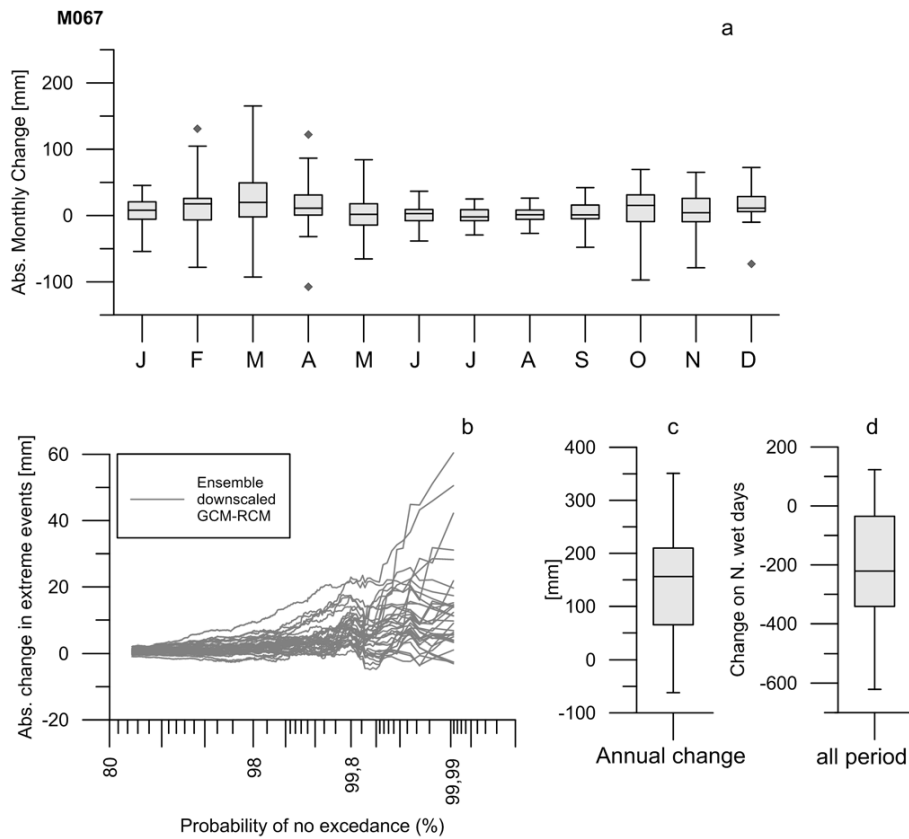 M067
a
Abs. Monthly Change [mm]
200
100
0
-100
J F M A M J J A S O N D
b
Abs. change in extreme events [mm]
60
40
20
0
-20
Ensemble
downscaled
GCM-RCM
80 98 99,8 99,99
Probability of no excedance (%)
c
[mm]
400
300
200
100
0
-100
Annual change
d
Change on N. wet days
200
0
-200
-400
-600
all period